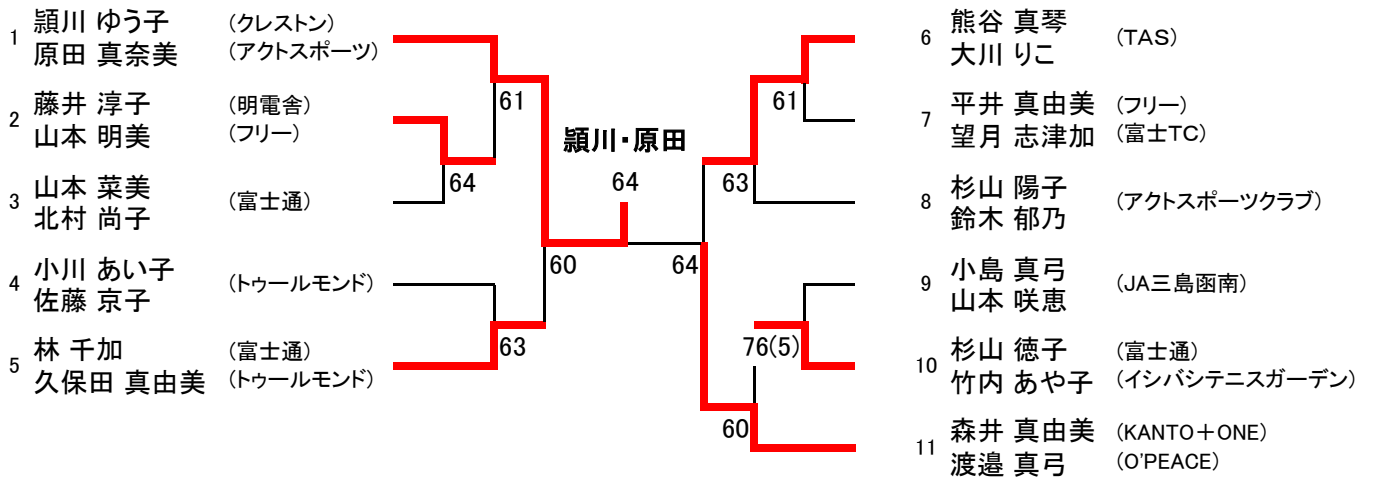 1 頴川 ゆう子 (クレストン)
原田 真奈美 (アクトスポーツ)
2 藤井 淳子 (明電舎)
山本 明美 (フリー)
3 山本 菜美 (富士通)
北村 尚子
4 小川 あい子 (トゥールモンド)
佐藤 京子
5 林 千加 (富士通)
久保田 真由美 (トゥールモンド)
61
64
63
60
頴川・原田
64
64
61
63
76(5)
60
6 熊谷 真琴 (TAS)
大川 りこ
7 平井 真由美 (フリー)
望月 志津加 (富士TC)
8 杉山 陽子 (アクトスポーツクラブ)
鈴木 郁乃
9 小島 真弓 (JA三島函南)
山本 咲恵
10 杉山 徳子 (富士通)
竹内 あや子 (イシバシテニスガーデン)
11 森井 真由美 (KANTO+ONE)
渡邉 真弓 (O'PEACE)